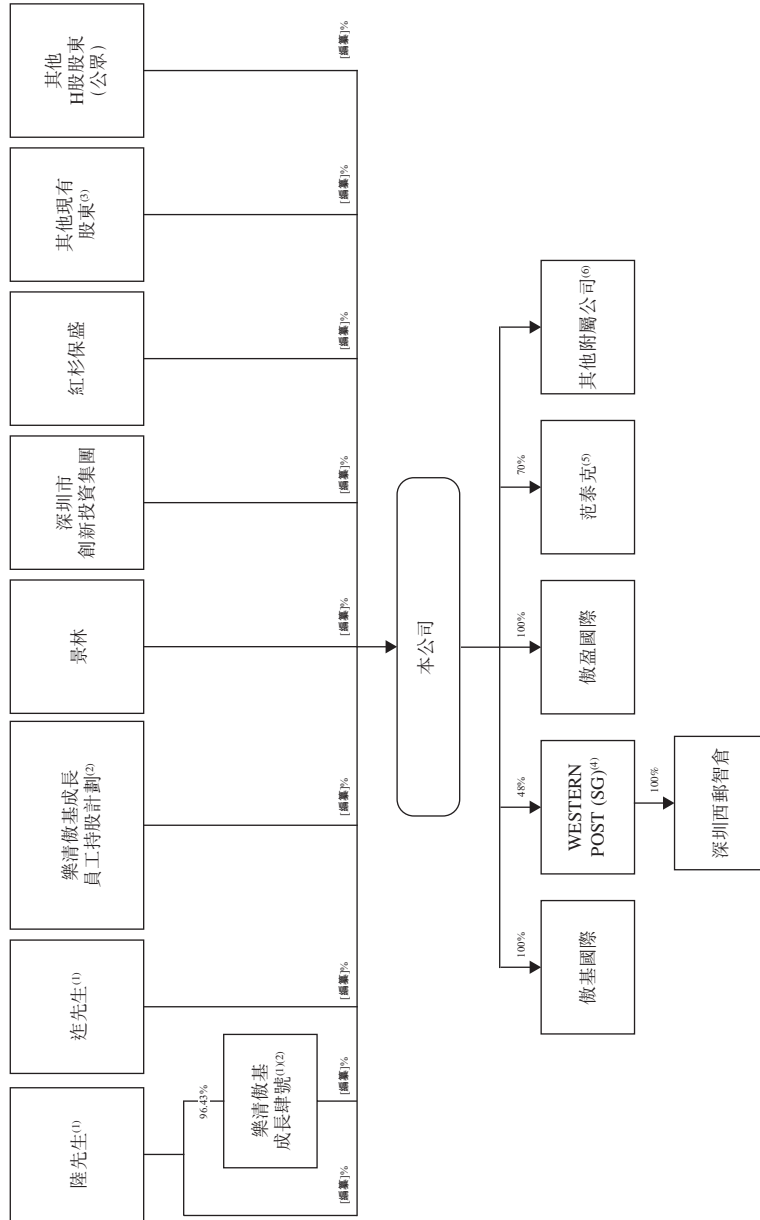 陸先生(1)
迮先生(1)
樂清傲基成長
員工持股計劃(2)
景林
深圳市
創新投資集團
紅杉保盛
其他現有
股東(3)
其他
H股股東
(公眾)
96.43%
樂清傲基
成長肆號(1)(2)
[編纂]%
[編纂]%
[編纂]%
[編纂]%
[編纂]%
[編纂]%
[編纂]%
[編纂]%
[編纂]%
本公司
100%
48%
100%
70%
傲基國際
WESTERN
POST (SG)(4)
傲盈國際
范泰克(5)
其他附屬公司(6)
100%
深圳西郵智倉